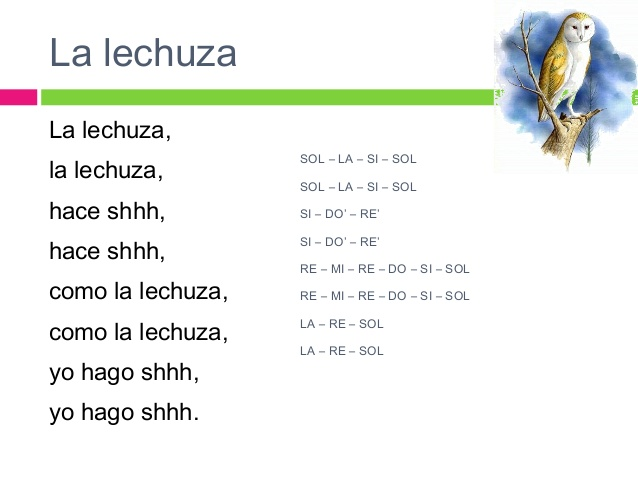 La lechuza
La lechuza,
la lechuza,
hace shhh,
hace shhh,
como la lechuza,
como la lechuza,
yo hago shhh,
yo hago shhh.
SOL – LA – SI – SOL
SOL – LA – SI – SOL
SI – DO’ – RE’
SI – DO’ – RE’
RE – MI – RE – DO – SI – SOL
RE – MI – RE – DO – SI – SOL
LA – RE – SOL
LA – RE – SOL